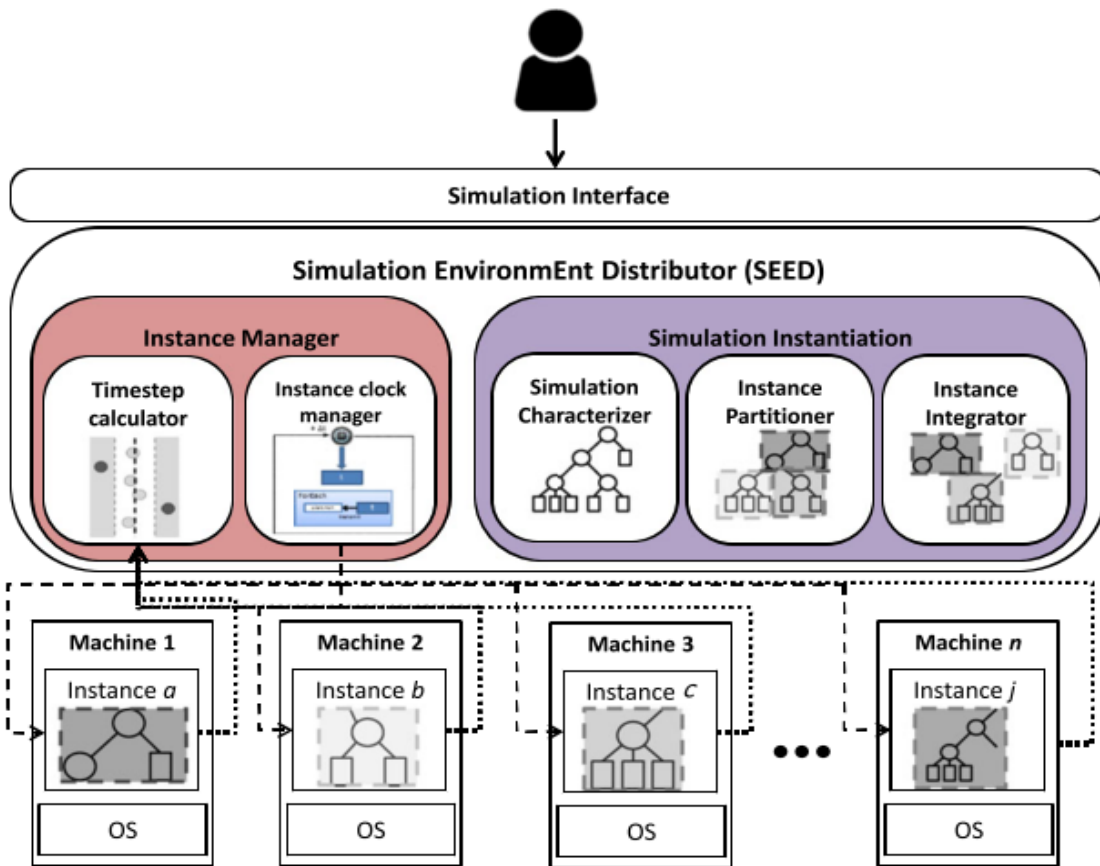 Simulation Interface
Simulation EnvironmEnt Distributor (SEED)
Instance Manager
Simulation Instantiation
Timestep
calculator
Instance clock
manager
Simulation
Characterizer
Instance
Partitioner
Instance
Integrator
ForEach
Machine 1
Machine 2
Machine 3
Machine n
Instance a
Instance b
Instance c
Instance j
OS
OS
OS
OS